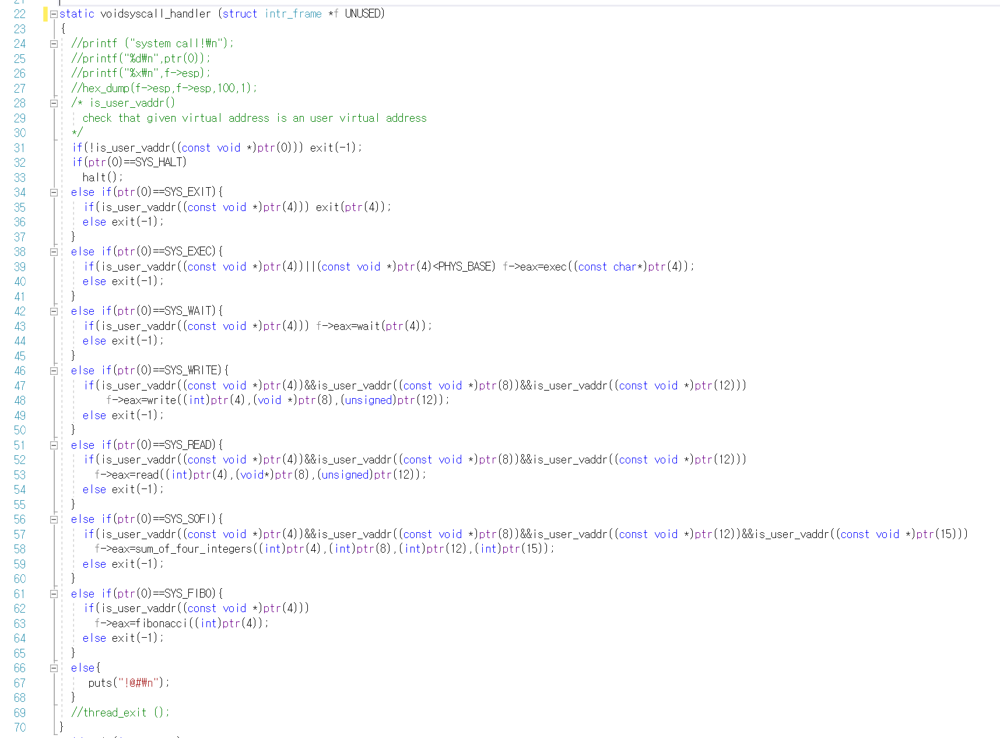 22 static voidsyscall_handler (struct intr_frame *f UNUSED)
23 {
24 //printf ("system call!₩n");
25 //printf("%d₩n",ptr(0));
26 //printf("%x₩n",f->esp);
27 //hex_dump(f->esp,f->esp,100,1);
28 /* is_user_vaddr()
29 check that given virtual address is an user virtual address
30 */
31 if(!is_user_vaddr((const void *)ptr(0))) exit(-1);
32 if(ptr(0)==SYS_HALT)
33 halt();
34 else if(ptr(0)==SYS_EXIT){
35 if(is_user_vaddr((const void *)ptr(4))) exit(ptr(4));
36 else exit(-1);
37 }
38 else if(ptr(0)==SYS_EXEC){
39 if(is_user_vaddr((const void *)ptr(4))||(const void *)ptr(4)<PHYS_BASE) f->eax=exec((const char*)ptr(4));
40 else exit(-1);
41 }
42 else if(ptr(0)==SYS_WAIT){
43 if(is_user_vaddr((const void *)ptr(4))) f->eax=wait(ptr(4));
44 else exit(-1);
45 }
46 else if(ptr(0)==SYS_WRITE){
47 if(is_user_vaddr((const void *)ptr(4))&&is_user_vaddr((const void *)ptr(8))&&is_user_vaddr((const void *)ptr(12)))
48 f->eax=write((int)ptr(4),(void *)ptr(8),(unsigned)ptr(12));
49 else exit(-1);
50 }
51 else if(ptr(0)==SYS_READ){
52 if(is_user_vaddr((const void *)ptr(4))&&is_user_vaddr((const void *)ptr(8))&&is_user_vaddr((const void *)ptr(12)))
53 f->eax=read((int)ptr(4),(void*)ptr(8),(unsigned)ptr(12));
54 else exit(-1);
55 }
56 else if(ptr(0)==SYS_SOFI){
57 if(is_user_vaddr((const void *)ptr(4))&&is_user_vaddr((const void *)ptr(8))&&is_user_vaddr((const void *)ptr(12))&&is_user_vaddr((const void *)ptr(15)))
58 f->eax=sum_of_four_integers((int)ptr(4),(int)ptr(8),(int)ptr(12),(int)ptr(15));
59 else exit(-1);
60 }
61 else if(ptr(0)==SYS_FIBO){
62 if(is_user_vaddr((const void *)ptr(4)))
63 f->eax=fibonacci((int)ptr(4));
64 else exit(-1);
65 }
66 else{
67 puts("!@#₩n");
68 }
69 //thread_exit ();
70 }